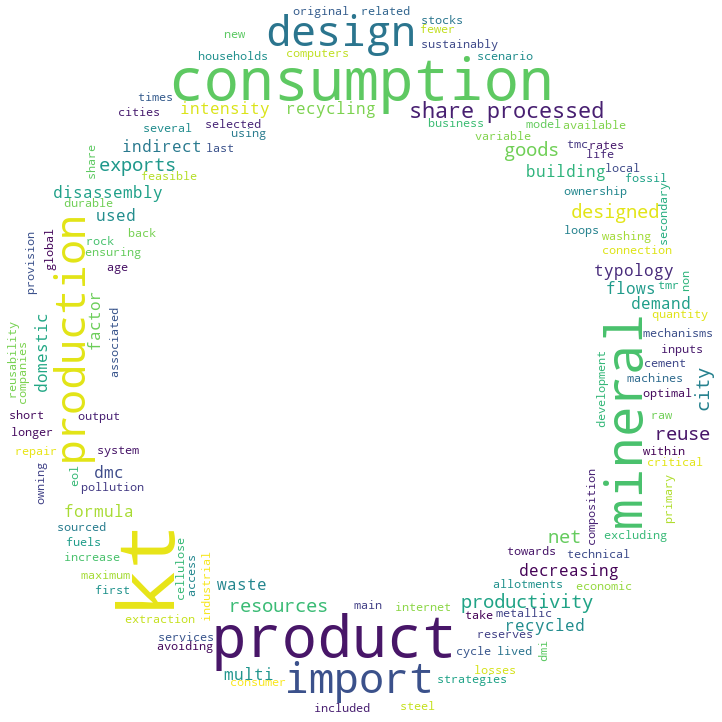 original related
stocks
new
design
fewer
sustainably
households
computers
scenario
consumption
times
intensity
recycling
share processed
cities
several
selected
using
business
model
available
variable
indirect
last
goods
tmc
rates
life
share
exports
feasible
building
local
fossil
disassembly
ownership
secondary
durable
used
designed
back
loops
washing
rock
ensuring
connection
provision
global
age
typology
production
flows
tmr
non
factor
demand
associated
quantity
domestic
mineral
mechanisms
reusability
companies
inputs
cement
development
machines
city
optimal
raw
short
output
longer
reuse
repair
system
within
critical
owning
eol
dmc
pollution
composition
primary
formula
sourced
net
excluding
fuels
kt
towards
technical
increase
cellulose
access
industrial
decreasing
maximum
first
waste
allotments
economic
resources
main
internet
productivity
extraction
take
metallic
recycled
product
services
reserves
avoiding
cycle
lived
dmi
multi
import
losses
consumer
strategies
included
steel